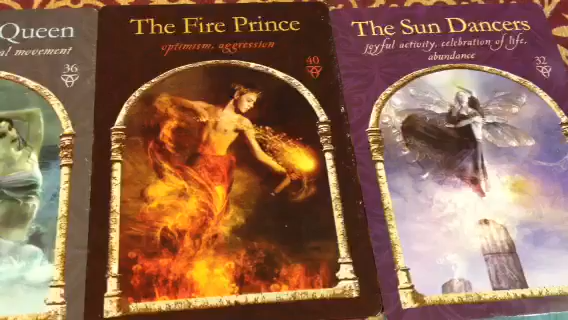 Queen
al movement
36
The Fire Prince
optimism, aggression
40
The Sun Dancers
joyful activity, celebration of life,
abundance
32